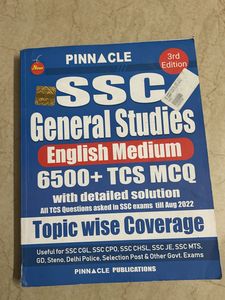 PINNACLE
3rd
Edition
New
SSC
General Studies
English Medium
6500+ TCS MCQ
with detailed solution
All TCS Questions asked in SSC exams till Aug 2022
Topic wise Coverage
Useful for SSC CGL, SSC CPO, SSC CHSL, SSC JE, SSC MTS,
GD, Steno, Delhi Police, Selection Post & Other Govt. Exams
PINNACLE PUBLICATIONS